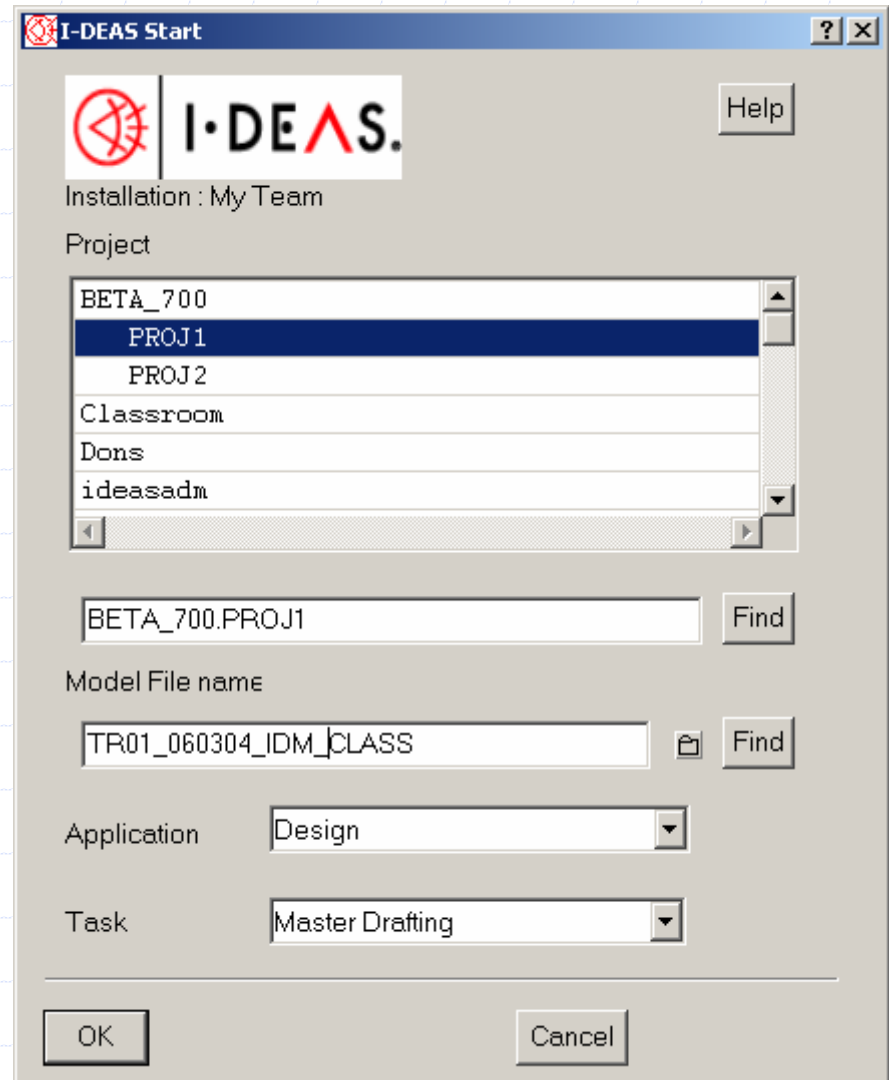 I-DEAS Start
I·DEAS.
Help
Installation : My Team
Project
BETA_700
PROJ1
PROJ2
Classroom
Dons
ideasadm
BETA_700.PROJ1
Find
Model File name
TR01_060304_IDM_CLASS
Find
Application
Design
Task
Master Drafting
OK
Cancel